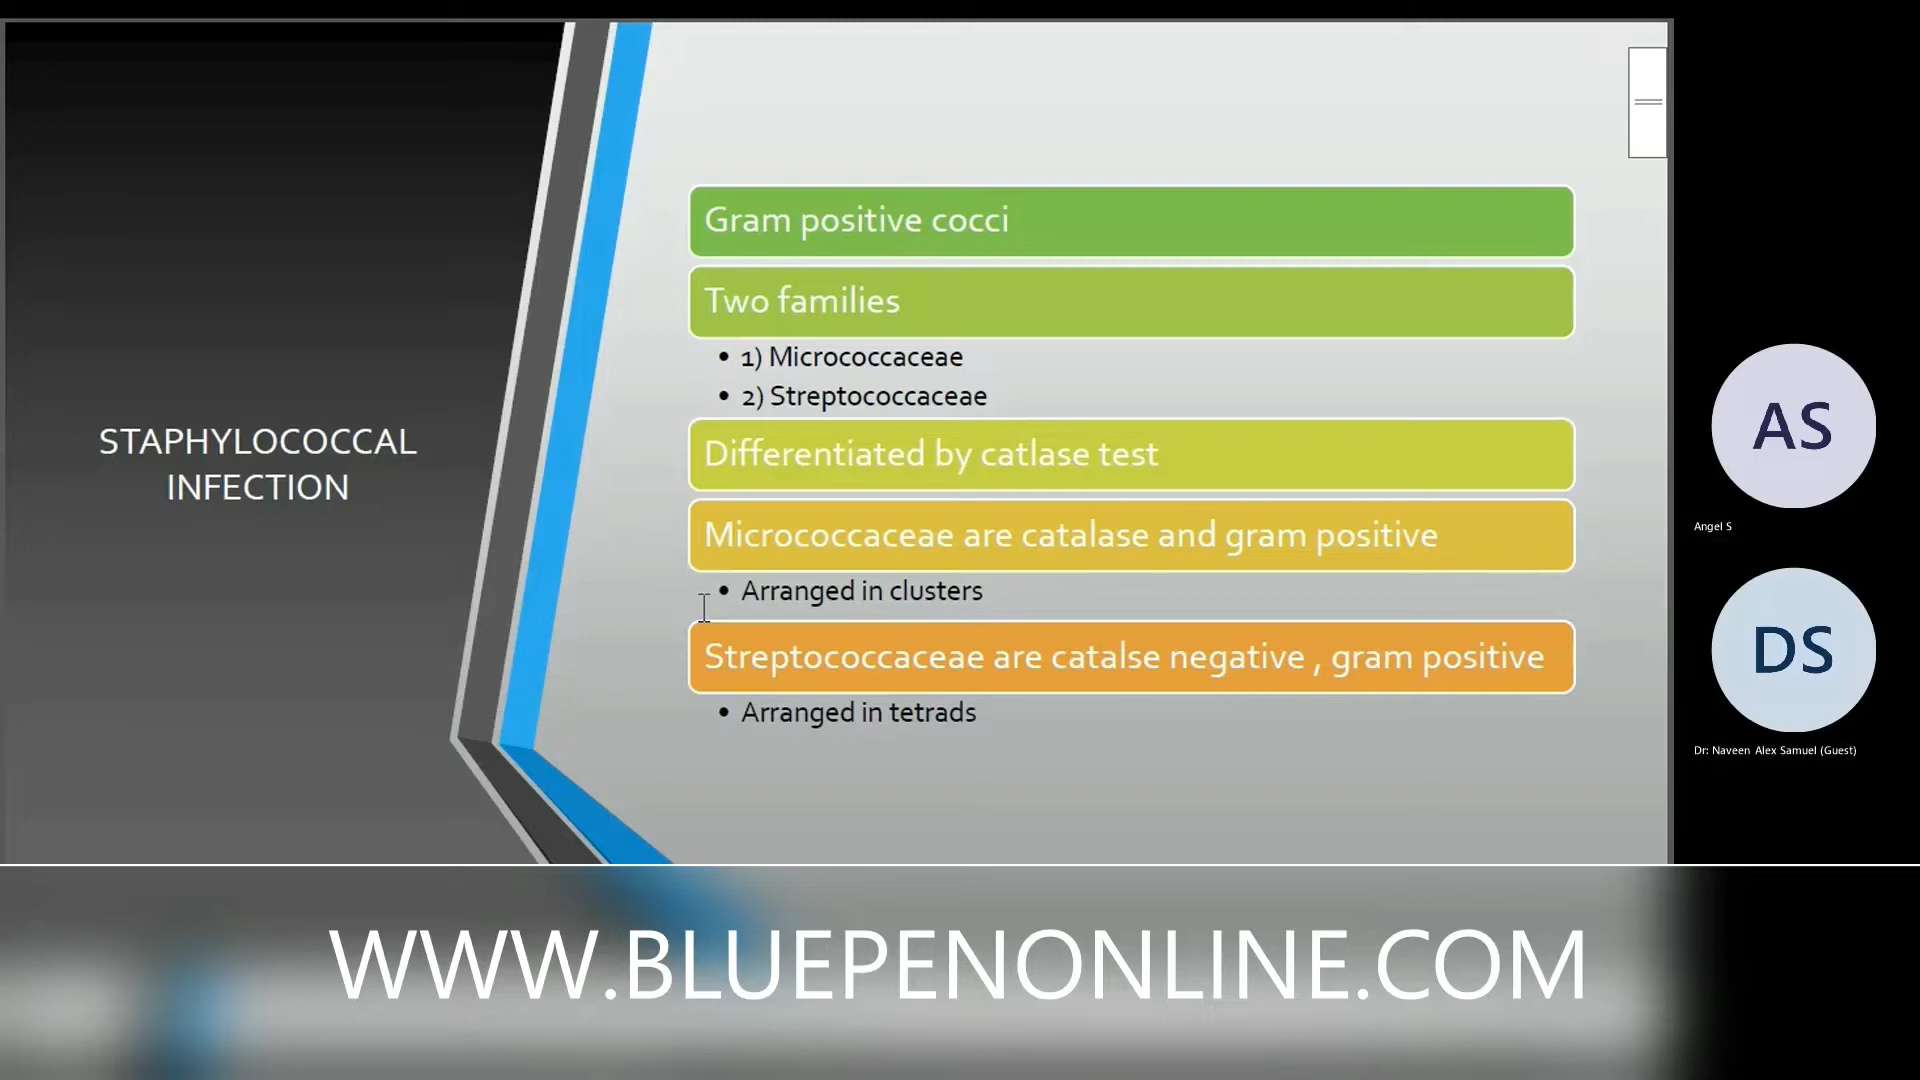 STAPHYLOCOCCAL
INFECTION
Gram positive cocci
Two families
• 1) Micrococcaceae
• 2) Streptococcaceae
Differentiated by catlase test
Micrococcaceae are catalase and gram positive
• Arranged in clusters
Streptococcaceae are catalse negative , gram positive
• Arranged in tetrads
AS
Angel S
DS
Dr: Naveen Alex Samuel (Guest)
WWW.BLUEPENONLINE.COM